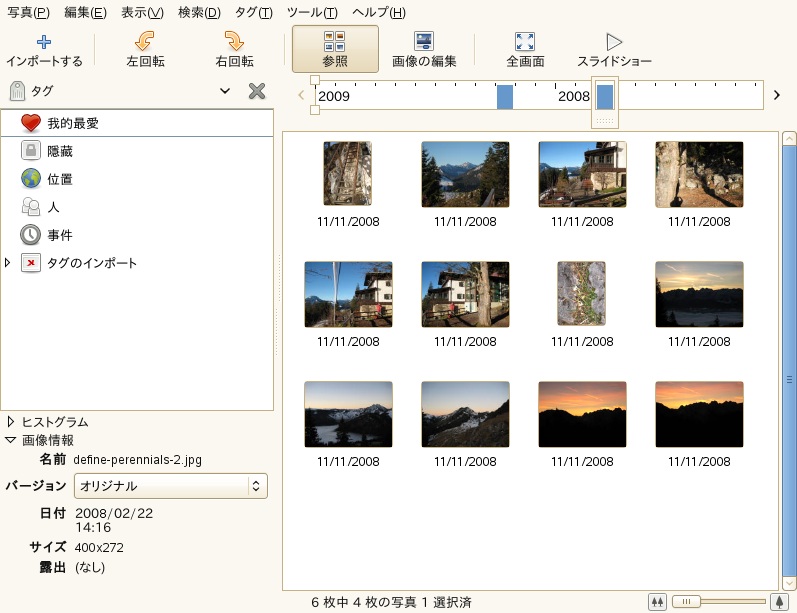 写真(P) 編集(E) 表示(V) 検索(D) タグ(T) ツール(T) ヘルプ(H)
インポートする 左回転 右回転 参照 画像の編集 全画面 スライドショー
タグ
2009 2008
我的最愛
隱藏
位置
人
事件
タグのインポート
11/11/2008 11/11/2008 11/11/2008 11/11/2008
11/11/2008 11/11/2008 11/11/2008 11/11/2008
11/11/2008 11/11/2008 11/11/2008 11/11/2008
ヒストグラム
画像情報
名前 define-perennials-2.jpg
バージョン オリジナル
日付 2008/02/22
14:16
サイズ 400x272
露出 (なし)
6 枚中 4 枚の写真 1 選択済